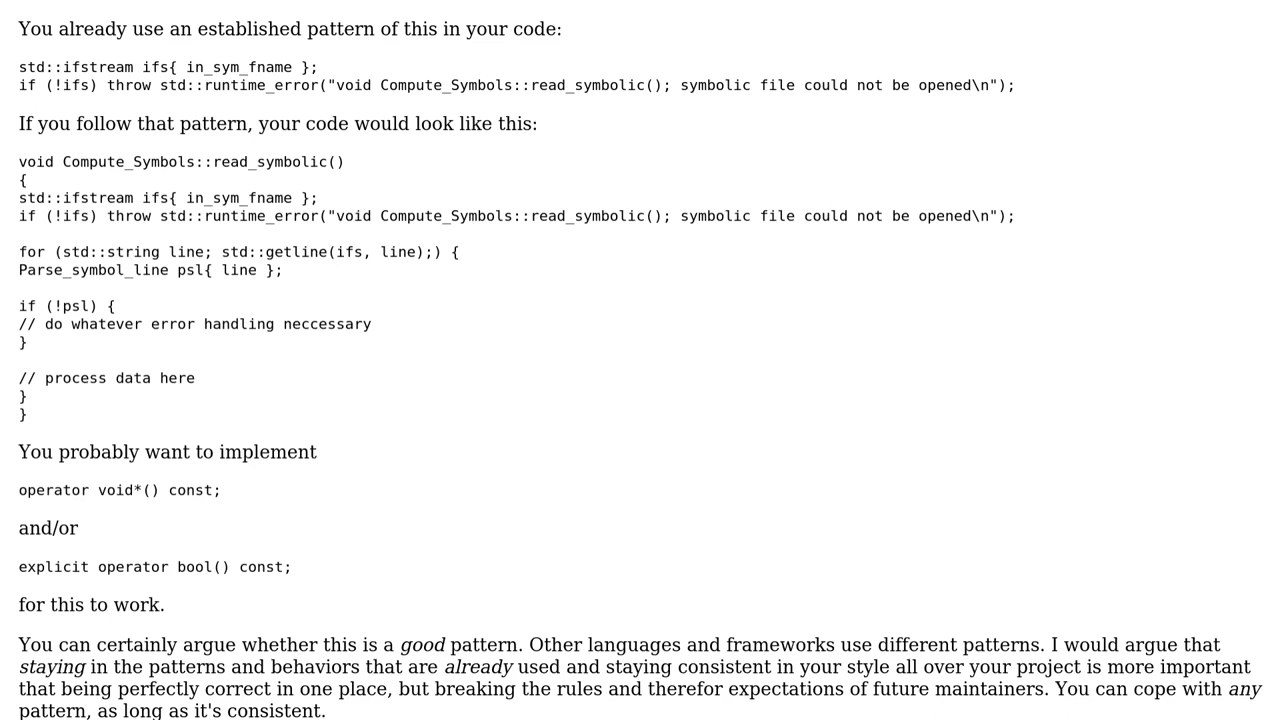 You already use an established pattern of this in your code:
std::ifstream ifs{ in_sym_fname };
if (!ifs) throw std::runtime_error("void Compute_Symbols::read_symbolic(); symbolic file could not be opened\n");
If you follow that pattern, your code would look like this:
void Compute_Symbols::read_symbolic()
{
std::ifstream ifs{ in_sym_fname };
if (!ifs) throw std::runtime_error("void Compute_Symbols::read_symbolic(); symbolic file could not be opened\n");
for (std::string line; std::getline(ifs, line);) {
Parse_symbol_line psl{ line };
if (!psl) {
// do whatever error handling neccessary
}
// process data here
}
}
You probably want to implement
operator void*() const;
and/or
explicit operator bool() const;
for this to work.
You can certainly argue whether this is a good pattern. Other languages and frameworks use different patterns. I would argue that
staying in the patterns and behaviors that are already used and staying consistent in your style all over your project is more important
that being perfectly correct in one place, but breaking the rules and therefor expectations of future maintainers. You can cope with any
pattern, as long as it's consistent.